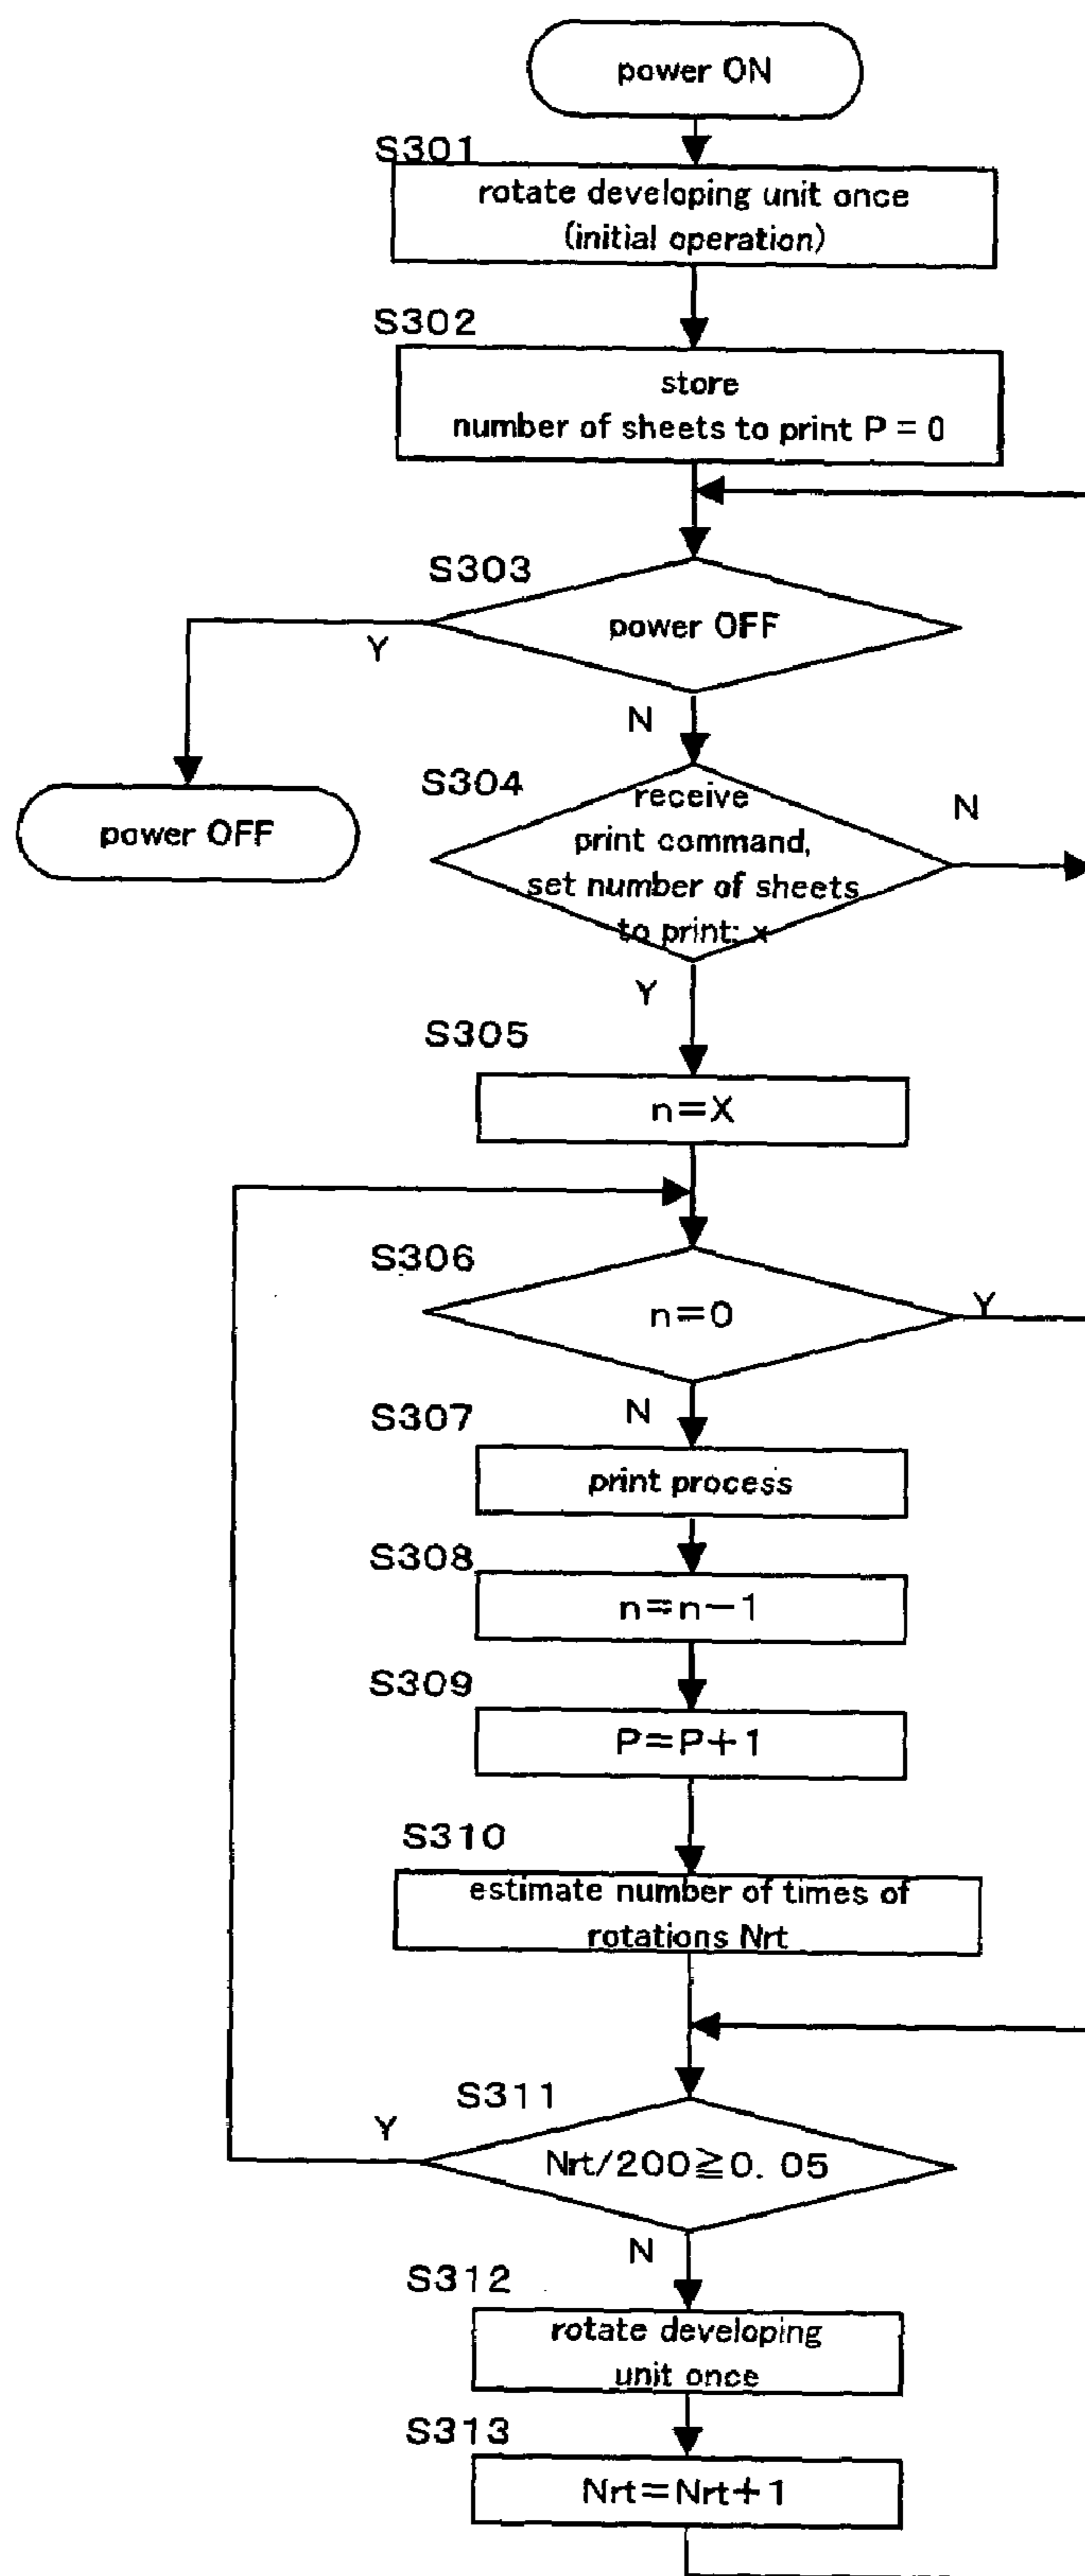 power ON
S301
rotate developing unit once
(initial operation)
S302
store
number of sheets to print P = 0
S303
power OFF
Y
N
power OFF
S304
receive
print command,
set number of sheets
to print: x
N
Y
S305
n=X
S306
n=0
Y
N
S307
print process
S308
n=n-1
S309
P=P+1
S310
estimate number of times of
rotations Nrt
S311
Y
Nrt/200≧0. 05
N
S312
rotate developing
unit once
S313
Nrt=Nrt+1